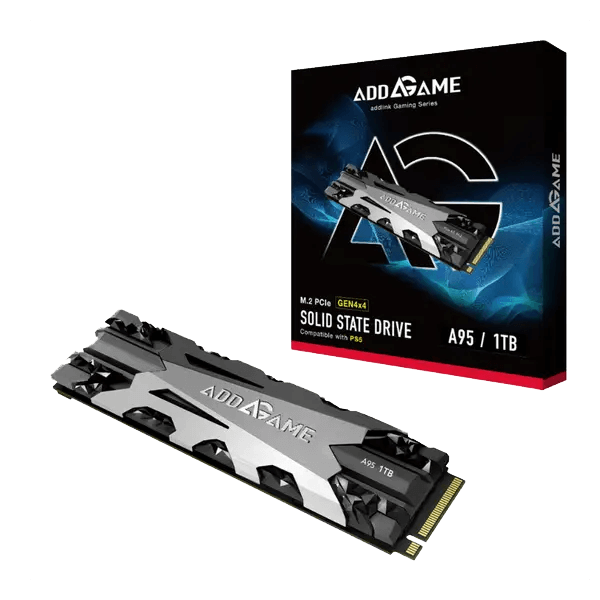 ADDGAME
addlink Gaming Series
ADDGAME
M.2 PCIe GEN4x4
SOLID STATE DRIVE
Compatible with PS5
A95 / 1TB
ADDGAME
A95 1TB